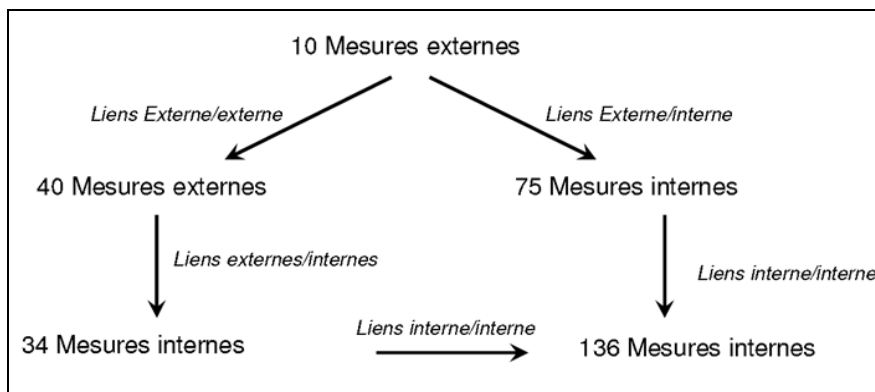 10 Mesures externes
Liens Externe/externe
Liens Externe/interne
40 Mesures externes
75 Mesures internes
Liens externes/internes
Liens interne/interne
34 Mesures internes
Liens interne/interne
136 Mesures internes